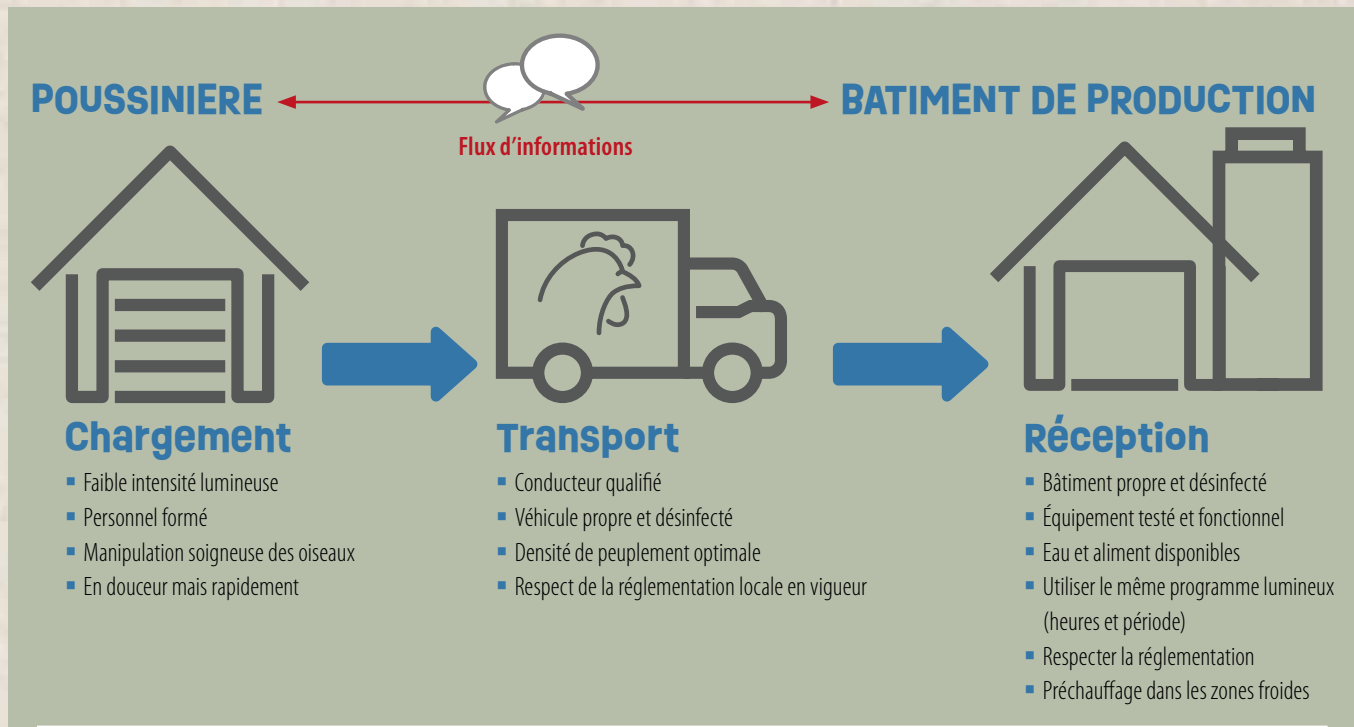 POUSSINIERE
BATIMENT DE PRODUCTION
Flux d'informations
Chargement
▪ Faible intensité lumineuse
▪ Personnel formé
▪ Manipulation soigneuse des oiseaux
▪ En douceur mais rapidement
Transport
▪ Conducteur qualifié
▪ Véhicule propre et désinfecté
▪ Densité de peuplement optimale
▪ Respect de la réglementation locale en vigueur
Réception
▪ Bâtiment propre et désinfecté
▪ Équipement testé et fonctionnel
▪ Eau et aliment disponibles
▪ Utiliser le même programme lumineux
(heures et période)
▪ Respecter la réglementation
▪ Préchauffage dans les zones froides